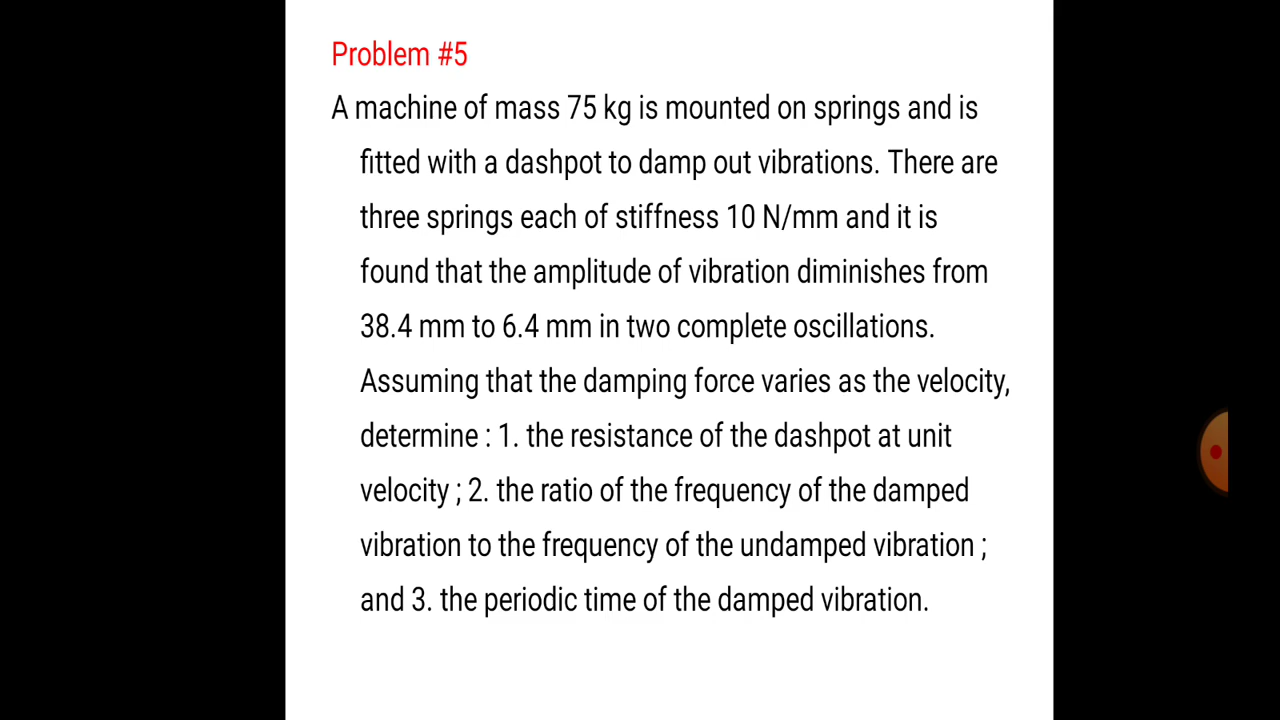 Problem #5
A machine of mass 75 kg is mounted on springs and is
fitted with a dashpot to damp out vibrations. There are
three springs each of stiffness 10 N/mm and it is
found that the amplitude of vibration diminishes from
38.4 mm to 6.4 mm in two complete oscillations.
Assuming that the damping force varies as the velocity,
determine : 1. the resistance of the dashpot at unit
velocity ; 2. the ratio of the frequency of the damped
vibration to the frequency of the undamped vibration ;
and 3. the periodic time of the damped vibration.